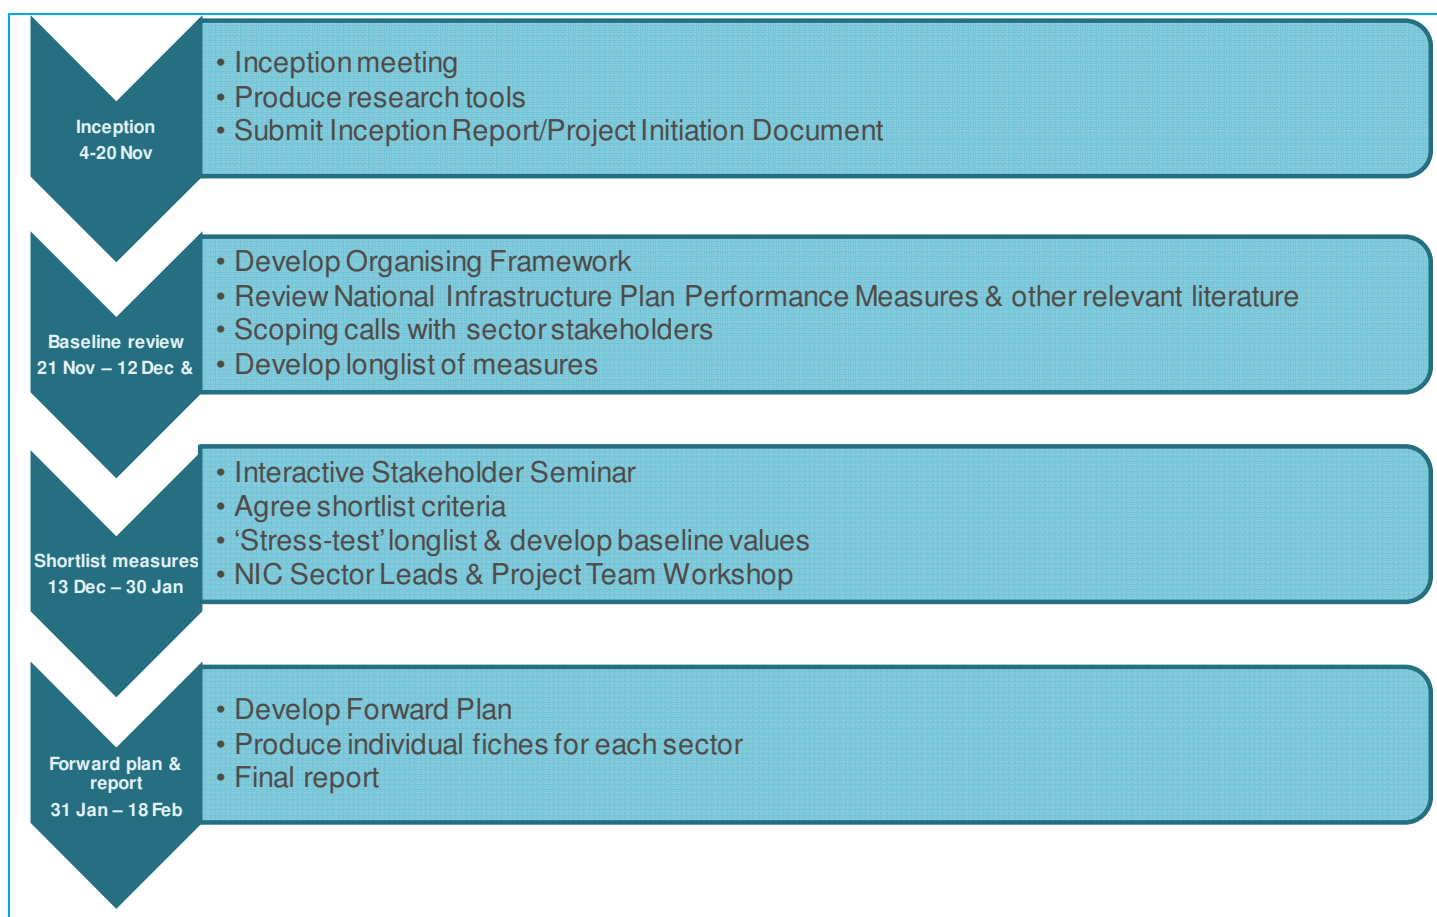 Inception
4-20 Nov
• Inception meeting
• Produce research tools
• Submit Inception Report/Project Initiation Document
Baseline review
21 Nov – 12 Dec &
• Develop Organising Framework
• Review National Infrastructure Plan Performance Measures & other relevant literature
• Scoping calls with sector stakeholders
• Develop longlist of measures
Shortlist measures
13 Dec – 30 Jan
• Interactive Stakeholder Seminar
• Agree shortlist criteria
• ‘Stress-test’ longlist & develop baseline values
• NIC Sector Leads & Project Team Workshop
Forward plan &
report
31 Jan – 18 Feb
• Develop Forward Plan
• Produce individual fiches for each sector
• Final report